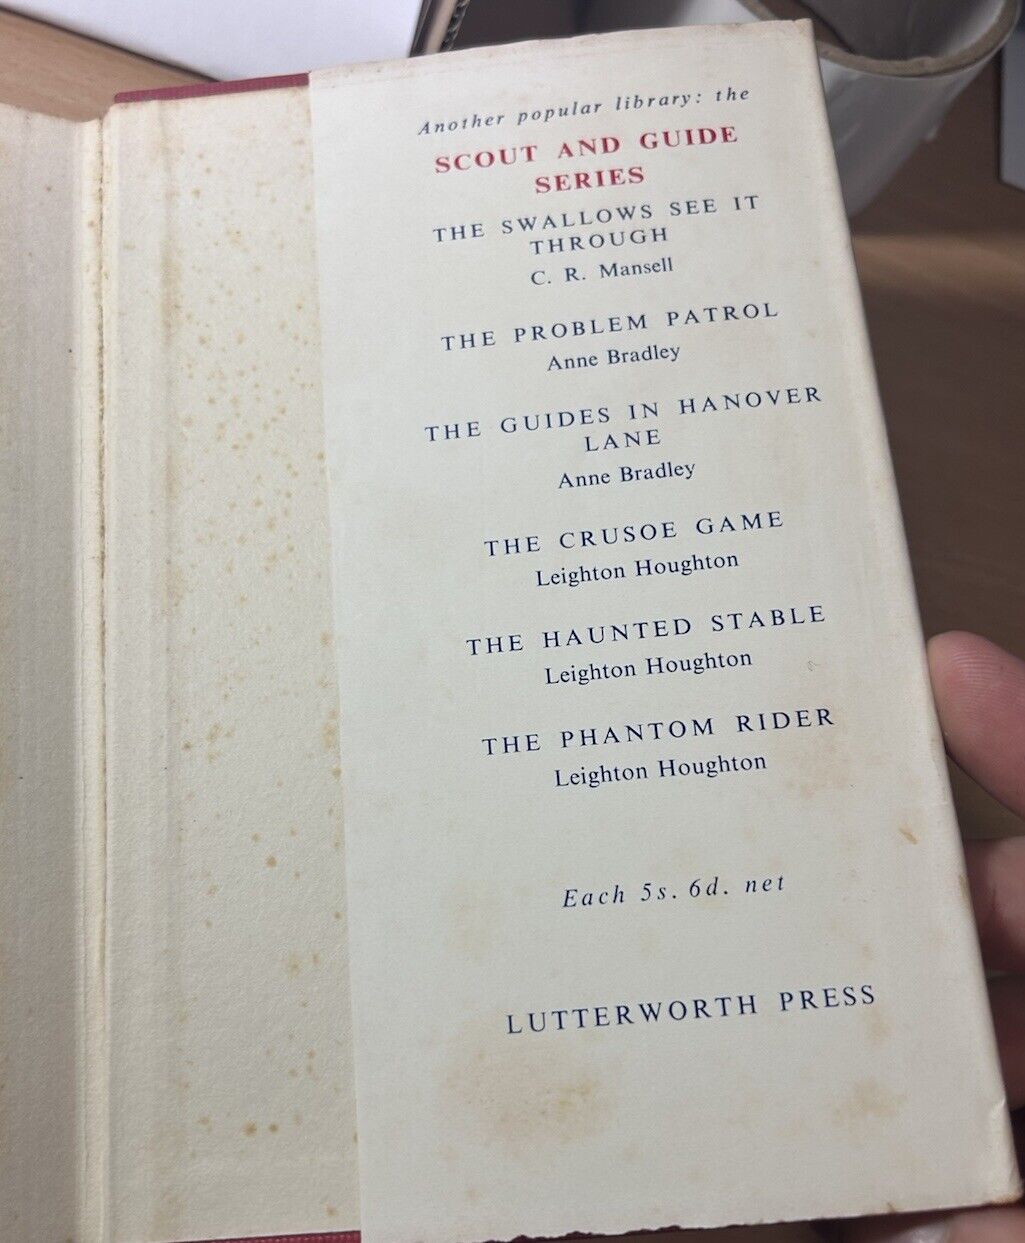 Another popular library: the
SCOUT AND GUIDE
SERIES
THE SWALLOWS SEE IT
THROUGH
C. R. Mansell
THE PROBLEM PATROL
Anne Bradley
THE GUIDES IN HANOVER
LANE
Anne Bradley
THE CRUSOE GAME
Leighton Houghton
THE HAUNTED STABLE
Leighton Houghton
THE PHANTOM RIDER
Leighton Houghton
Each 5s. 6d. net
LUTTERWORTH PRESS